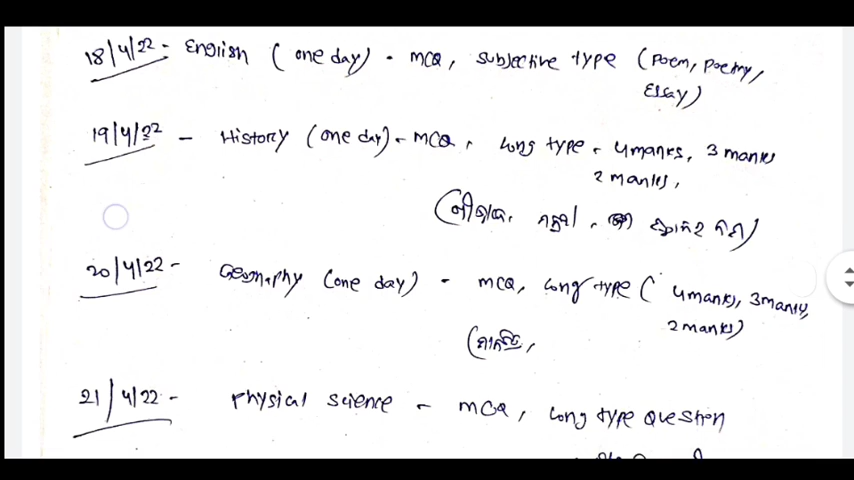 18/4/22 - English (one day) - MCQ, subjective type (Poem, Poetry,
Essay)
19/4/22 - History (one day) - MCQ, Long type - 4 marks, 3 marks
2 marks,
20/4/22 - Geography (one day) - MCQ, Long type ( 4 marks, 3 marks,
2 marks)
21/4/22 - Physical science - MCQ, Long type question